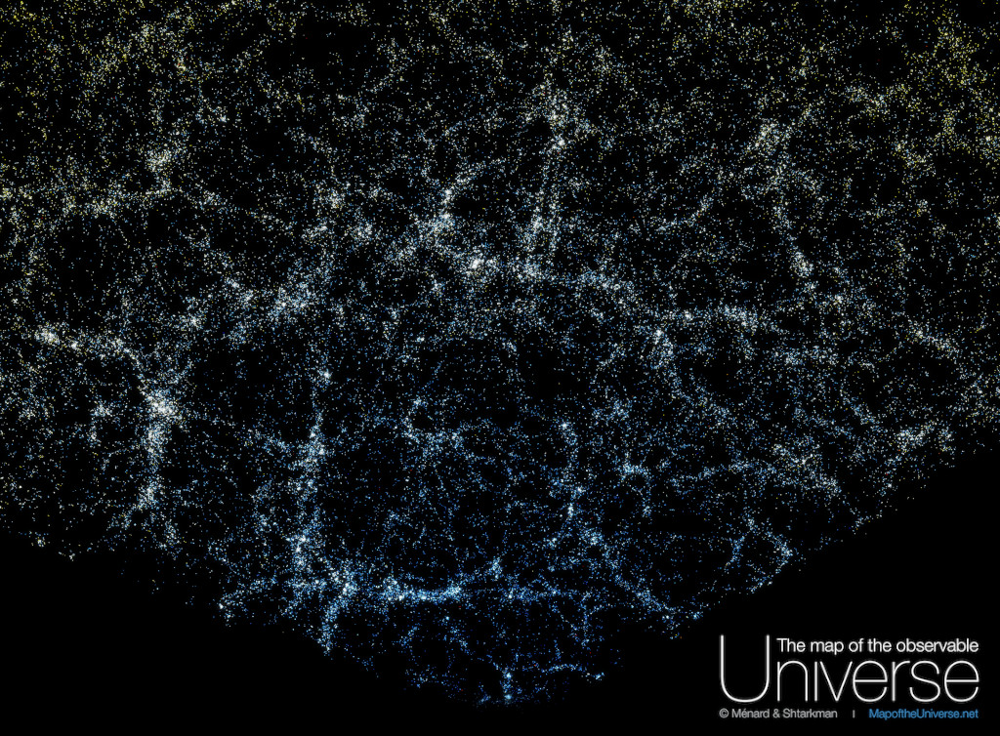 The map of the observable
Universe
© Ménard & Shtarkman | MapoftheUniverse.net